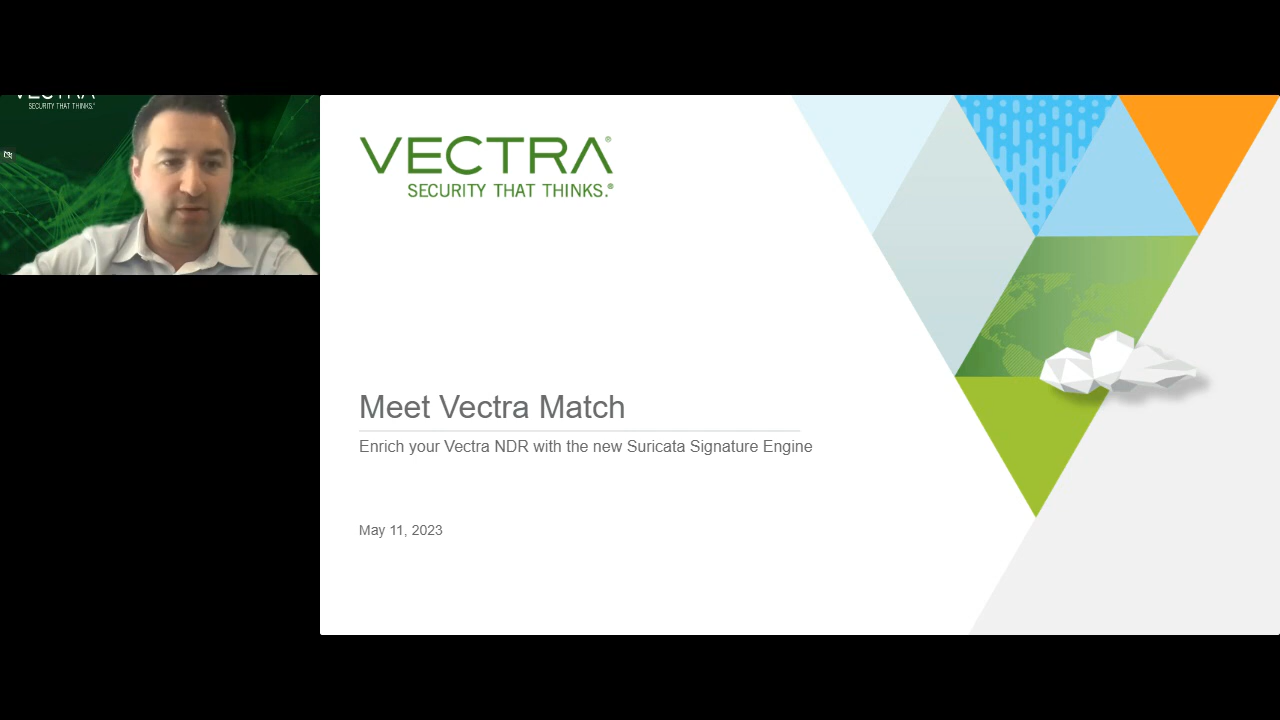 VECTRA
SECURITY THAT THINKS.®
VECTRA®
SECURITY THAT THINKS.®
Meet Vectra Match
Enrich your Vectra NDR with the new Suricata Signature Engine
May 11, 2023